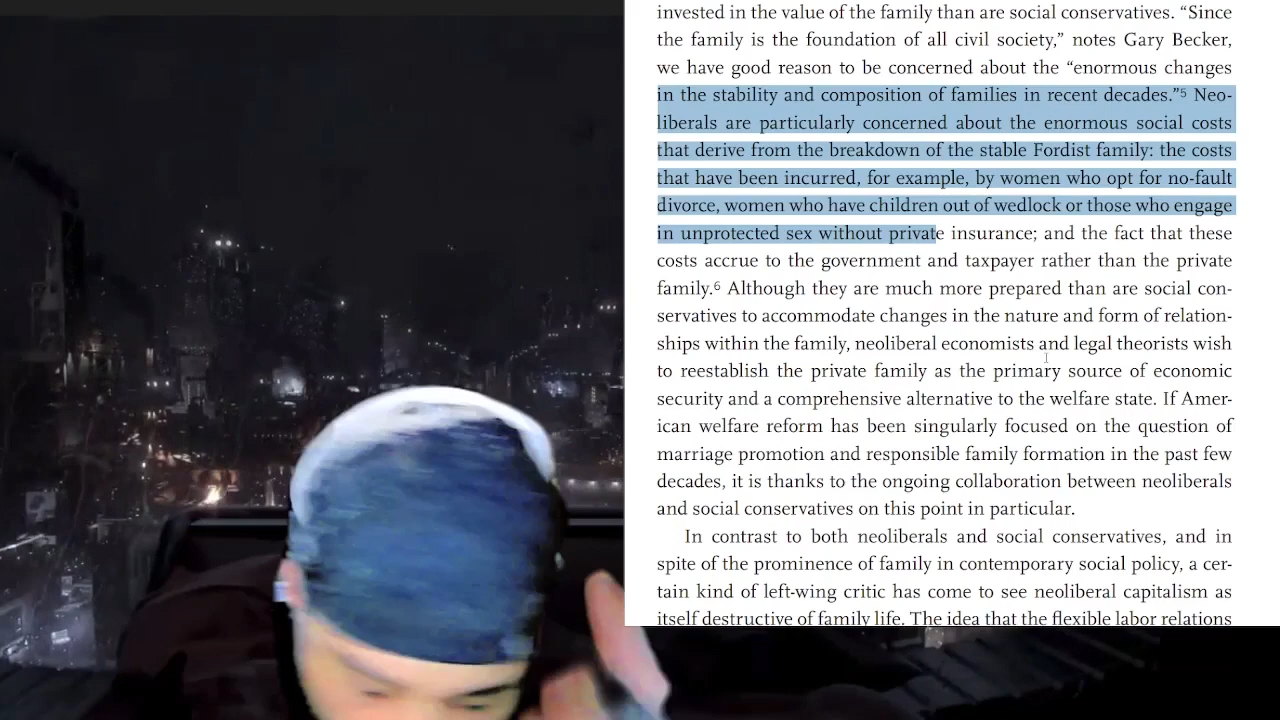 invested in the value of the family than are social conservatives. “Since
the family is the foundation of all civil society,” notes Gary Becker,
we have good reason to be concerned about the “enormous changes
in the stability and composition of families in recent decades.”5 Neo-
liberals are particularly concerned about the enormous social costs
that derive from the breakdown of the stable Fordist family: the costs
that have been incurred, for example, by women who opt for no-fault
divorce, women who have children out of wedlock or those who engage
in unprotected sex without private insurance; and the fact that these
costs accrue to the government and taxpayer rather than the private
family.6 Although they are much more prepared than are social con-
servatives to accommodate changes in the nature and form of relation-
ships within the family, neoliberal economists and legal theorists wish
to reestablish the private family as the primary source of economic
security and a comprehensive alternative to the welfare state. If Amer-
ican welfare reform has been singularly focused on the question of
marriage promotion and responsible family formation in the past few
decades, it is thanks to the ongoing collaboration between neoliberals
and social conservatives on this point in particular.
In contrast to both neoliberals and social conservatives, and in
spite of the prominence of family in contemporary social policy, a cer-
tain kind of left-wing critic has come to see neoliberal capitalism as
itself destructive of family life. The idea that the flexible labor relations